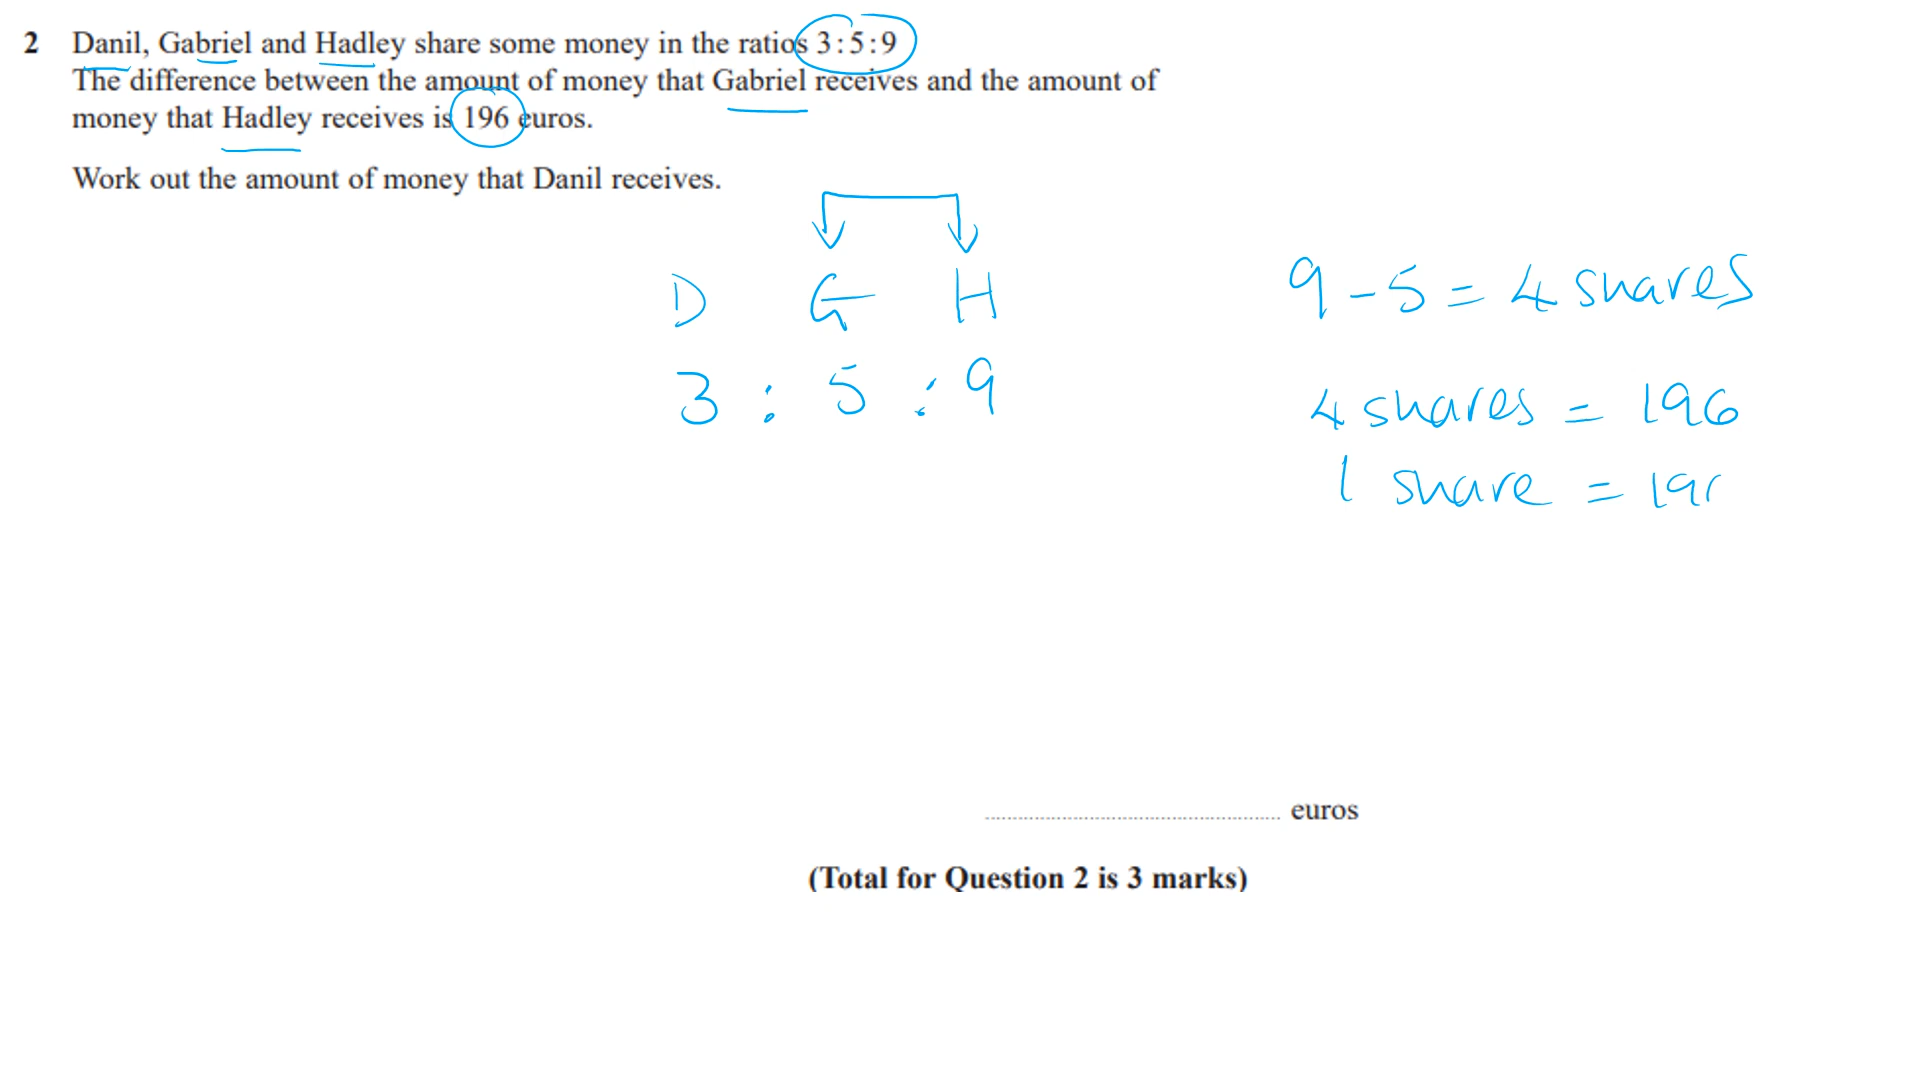 2 Danil, Gabriel and Hadley share some money in the ratios 3 : 5 : 9
The difference between the amount of money that Gabriel receives and the amount of
money that Hadley receives is 196 euros.
Work out the amount of money that Danil receives.
D G H
3 : 5 : 9
9 - 5 = 4 shares
4 shares = 196
1 share = 19
euros
(Total for Question 2 is 3 marks)